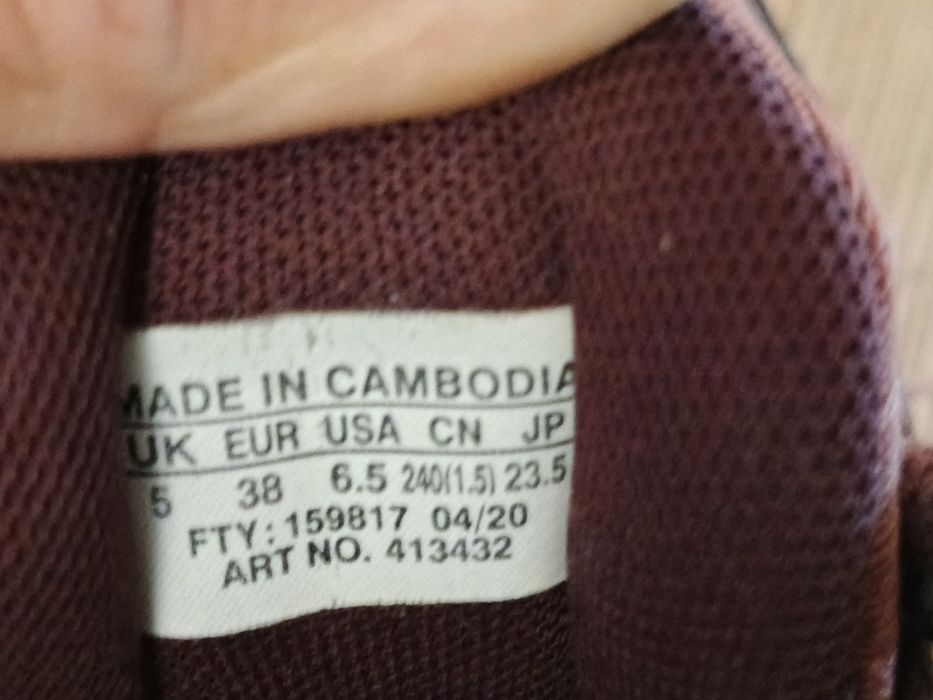 MADE IN CAMBODIA
UK EUR USA CN JP
5 38 6.5 240(1.5) 23.5
FTY: 159817 04/20
ART NO. 413432